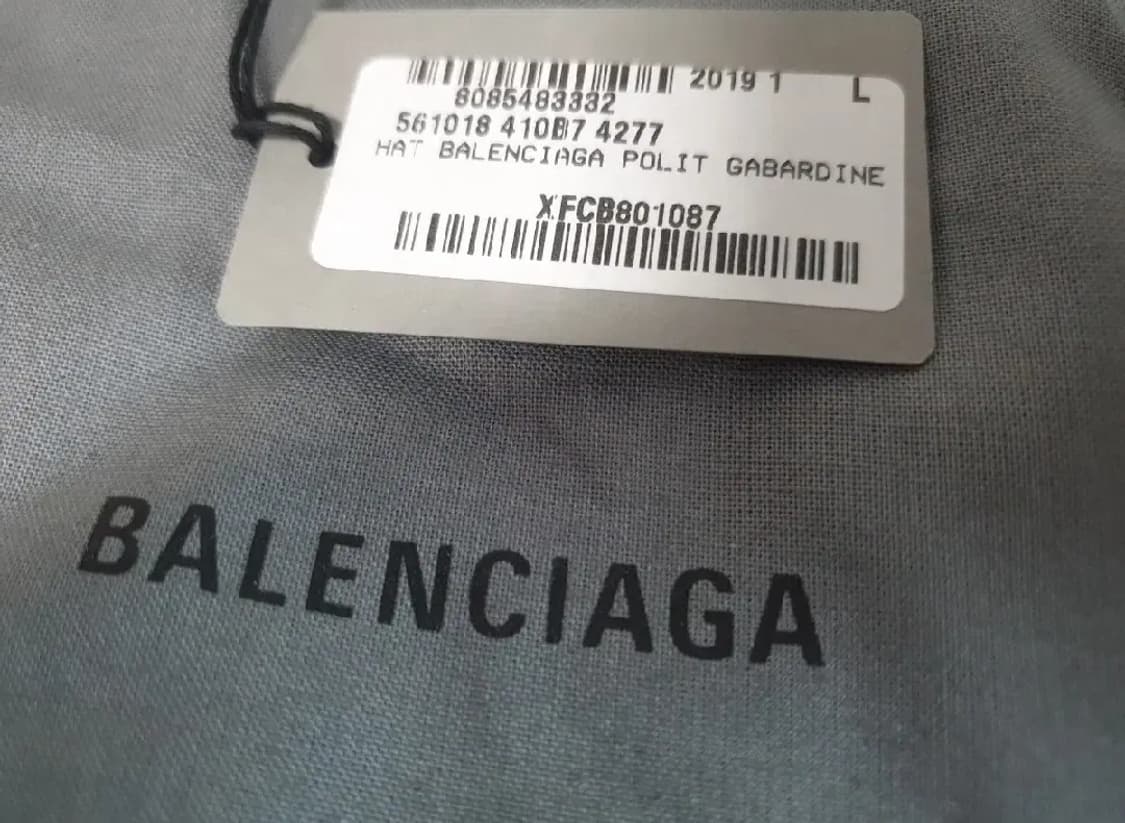 2019 1 L
8085483332
561018 410B7 4277
HAT BALENCIAGA POLIT GABARDINE
XFCB801087
BALENCIAGA